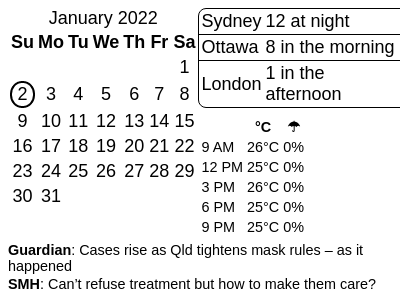 January 2022
Su Mo Tu We Th Fr Sa
1
2 3 4 5 6 7 8
9 10 11 12 13 14 15
16 17 18 19 20 21 22
23 24 25 26 27 28 29
30 31
Sydney 12 at night
Ottawa 8 in the morning
London 1 in the
afternoon
°C ☂
9 AM 26°C 0%
12 PM 25°C 0%
3 PM 26°C 0%
6 PM 25°C 0%
9 PM 25°C 0%
Guardian: Cases rise as Qld tightens mask rules – as it
happened
SMH: Can’t refuse treatment but how to make them care?